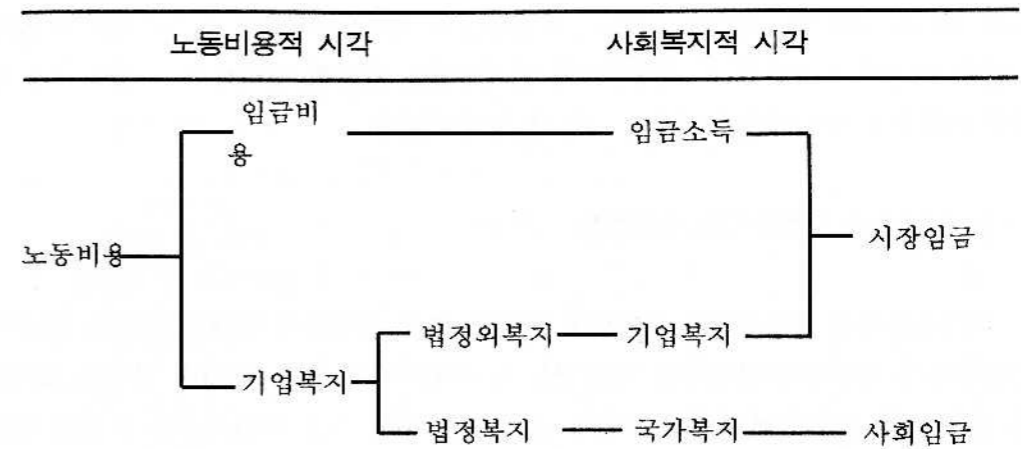 노동비용적 시각 사회복지적 시각
임금비
용
임금소득
노동비용
시장임금
법정외복지 기업복지
기업복지
법정복지 국가복지 사회임금